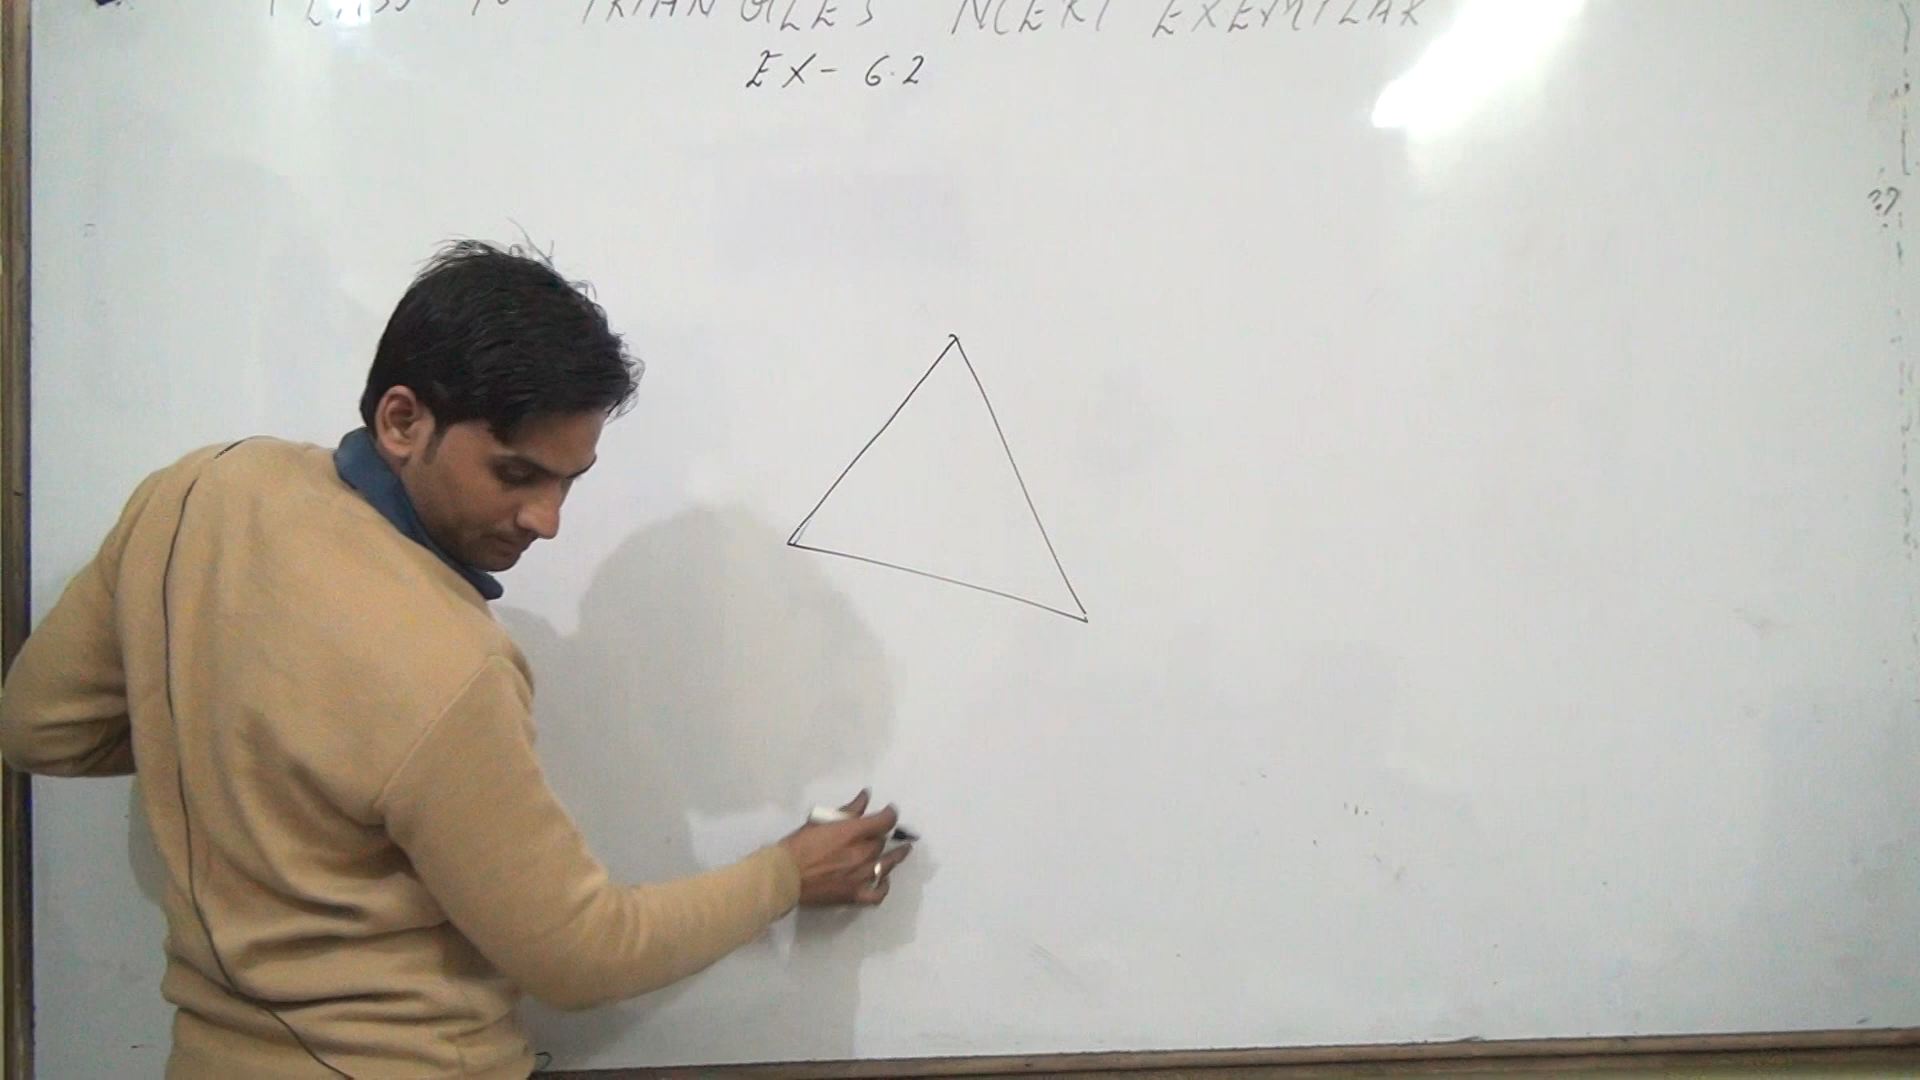 CLASS 10 TRIANGLES NCERT EXEMPLAR
EX- 6.2
??